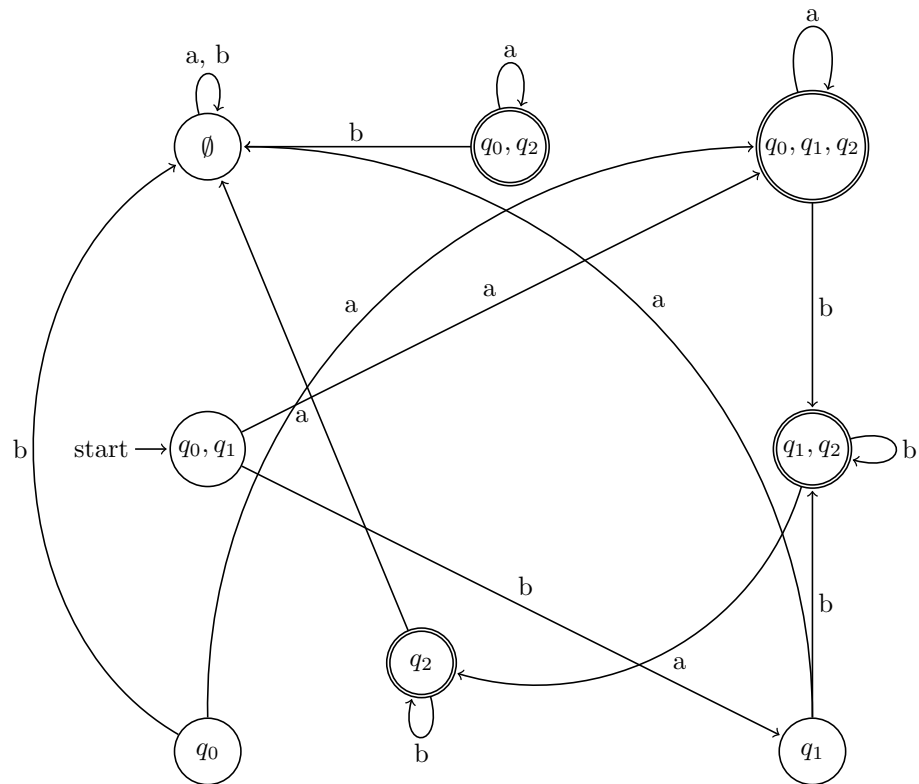 a
a, b
a
b
∅
q₀, q₂
q₀, q₁, q₂
a
a
a
b
a
start
q₀, q₁
q₁, q₂
b
b
b
b
a
q₂
b
q₀
q₁